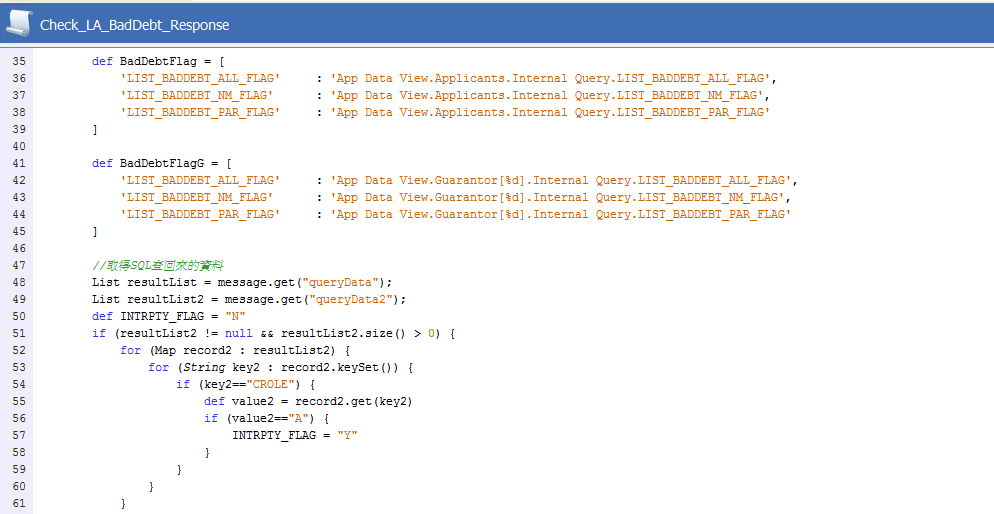 Check_LA_BadDebt_Response
35 def BadDebtFlag = [
36 'LIST_BADDEBT_ALL_FLAG' : 'App Data View.Applicants.Internal Query.LIST_BADDEBT_ALL_FLAG',
37 'LIST_BADDEBT_NM_FLAG' : 'App Data View.Applicants.Internal Query.LIST_BADDEBT_NM_FLAG',
38 'LIST_BADDEBT_PAR_FLAG' : 'App Data View.Applicants.Internal Query.LIST_BADDEBT_PAR_FLAG'
39 ]
40
41 def BadDebtFlagG = [
42 'LIST_BADDEBT_ALL_FLAG' : 'App Data View.Guarantor[%d].Internal Query.LIST_BADDEBT_ALL_FLAG',
43 'LIST_BADDEBT_NM_FLAG' : 'App Data View.Guarantor[%d].Internal Query.LIST_BADDEBT_NM_FLAG',
44 'LIST_BADDEBT_PAR_FLAG' : 'App Data View.Guarantor[%d].Internal Query.LIST_BADDEBT_PAR_FLAG'
45 ]
46
47 //取得SQL查回來的資料
48 List resultList = message.get("queryData");
49 List resultList2 = message.get("queryData2");
50 def INTRPTY_FLAG = "N"
51 if (resultList2 != null && resultList2.size() > 0) {
52 for (Map record2 : resultList2) {
53 for (String key2 : record2.keySet()) {
54 if (key2=="CROLE") {
55 def value2 = record2.get(key2)
56 if (value2=="A") {
57 INTRPTY_FLAG = "Y"
58 }
59 }
60 }
61 }